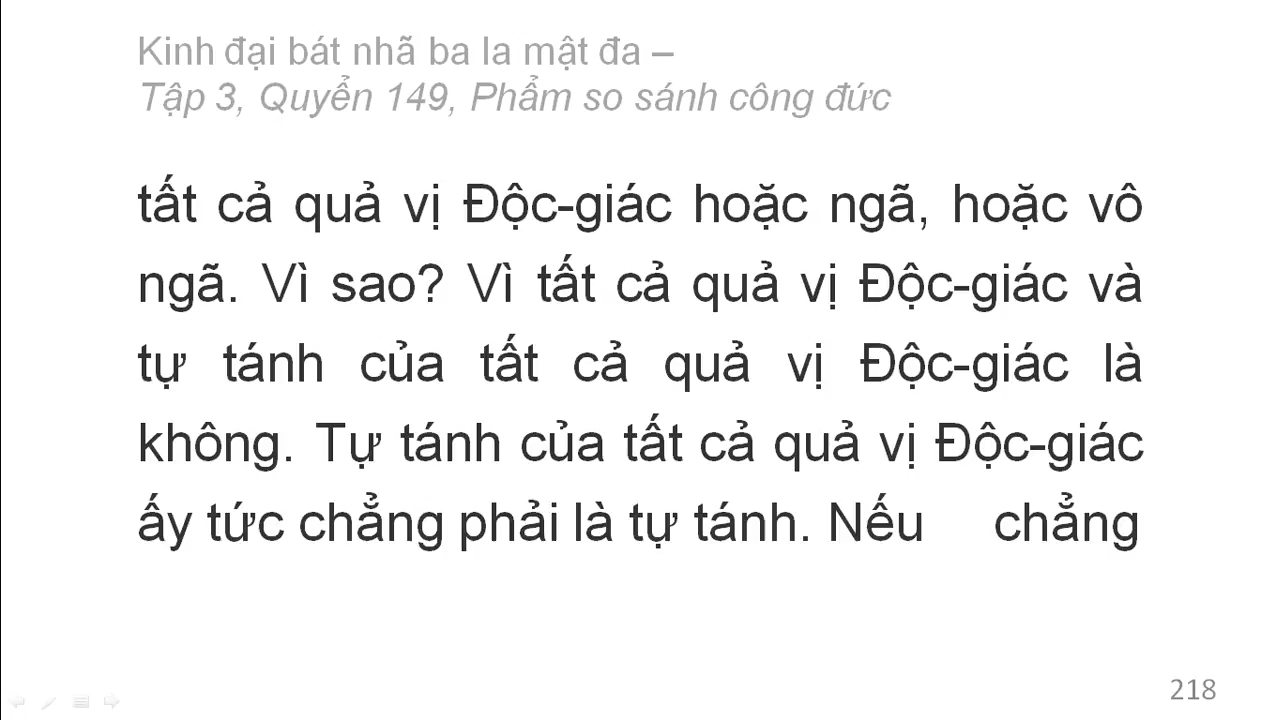 Kinh đại bát nhã ba la mật đa –
Tập 3, Quyển 149, Phẩm so sánh công đức
tất cả quả vị Độc-giác hoặc ngã, hoặc vô
ngã. Vì sao? Vì tất cả quả vị Độc-giác và
tự tánh của tất cả quả vị Độc-giác là
không. Tự tánh của tất cả quả vị Độc-giác
ấy tức chẳng phải là tự tánh. Nếu chẳng
218